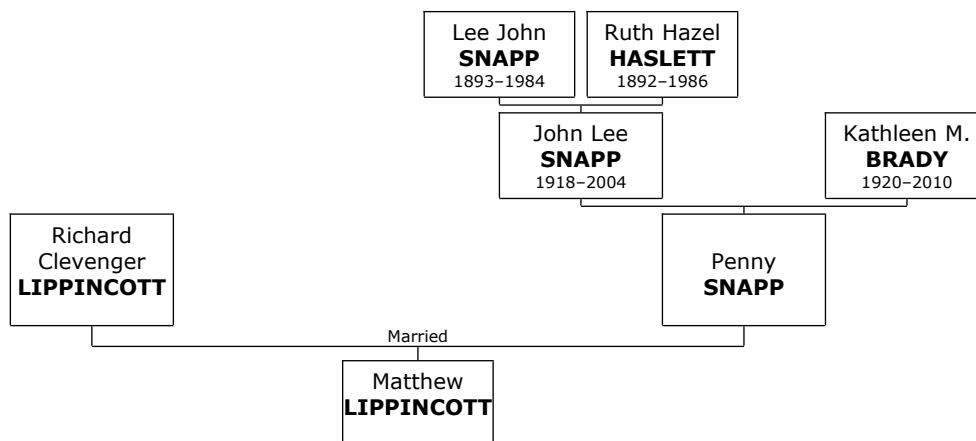 Lee John
SNAPP
1893–1984
Ruth Hazel
HASLETT
1892–1986
John Lee
SNAPP
1918–2004
Kathleen M.
BRADY
1920–2010
Richard
Clevenger
LIPPINCOTT
Penny
SNAPP
Married
Matthew
LIPPINCOTT